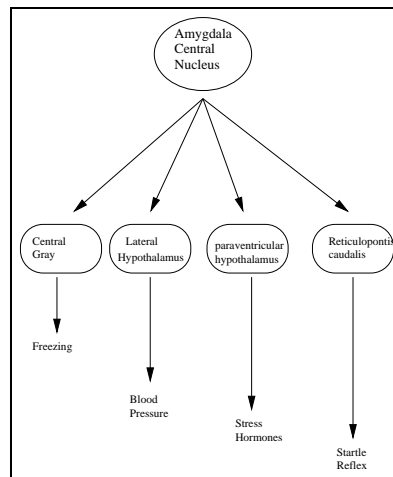 Amygdala
Central
Nucleus
Central
Gray
Lateral
Hypothalamus
paraventricular
hypothalamus
Reticulopontis
caudalis
Freezing
Blood
Pressure
Stress
Hormones
Startle
Reflex